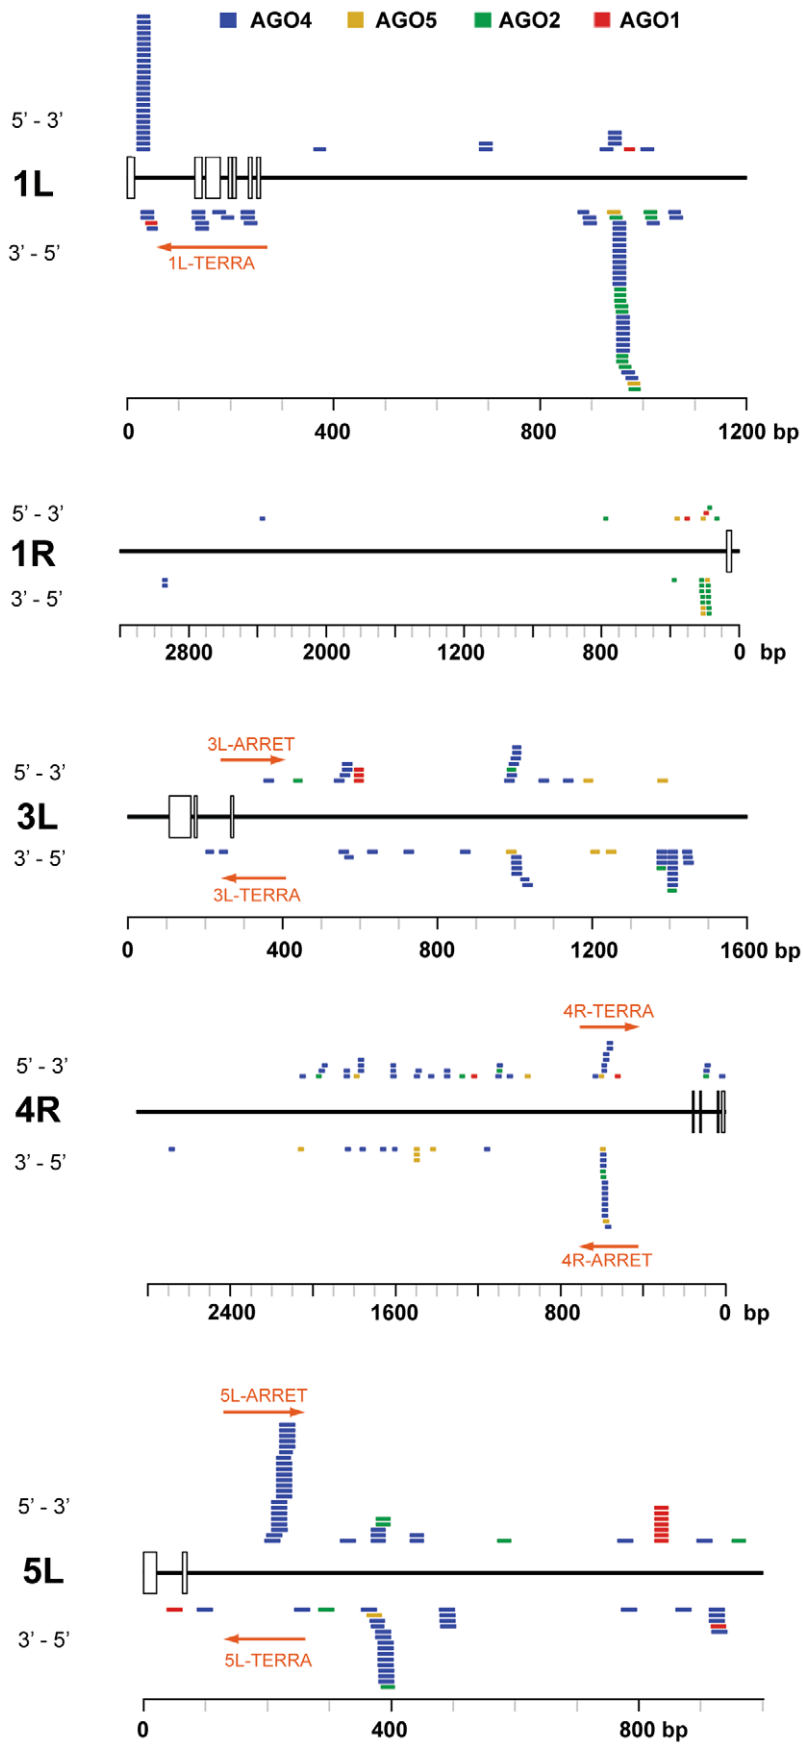 AGO4 AGO5 AGO2 AGO1
5’ - 3’
1L
3’ - 5’
1L-TERRA
0 400 800 1200 bp
5’ - 3’
1R
3’ - 5’
2800 2000 1200 800 0 bp
3L-ARRET
5’ - 3’
3L
3’ - 5’
3L-TERRA
0 400 800 1200 1600 bp
4R-TERRA
5’ - 3’
4R
3’ - 5’
4R-ARRET
2400 1600 800 0 bp
5L-ARRET
5’ - 3’
5L
3’ - 5’
5L-TERRA
0 400 800 bp